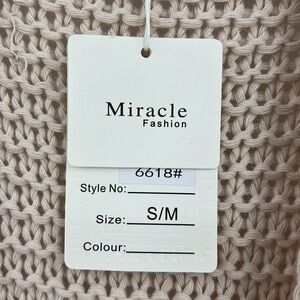 Miracle
Fashion
6618#
Style No:
Size: S/M
Colour: